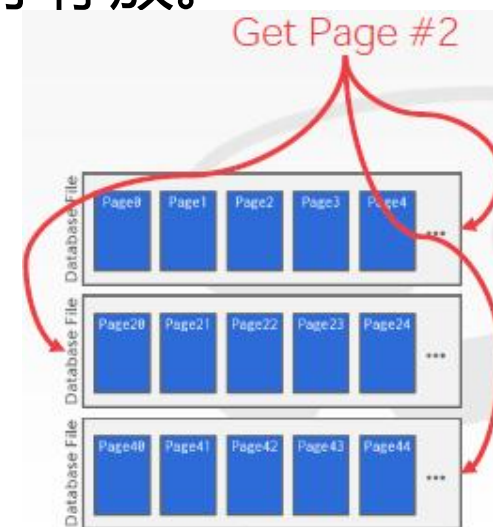 Get Page #2
Database File
Page0 Page1 Page2 Page3 Page4 ...
Database File
Page20 Page21 Page22 Page23 Page24 ...
Database File
Page40 Page41 Page42 Page43 Page44 ...